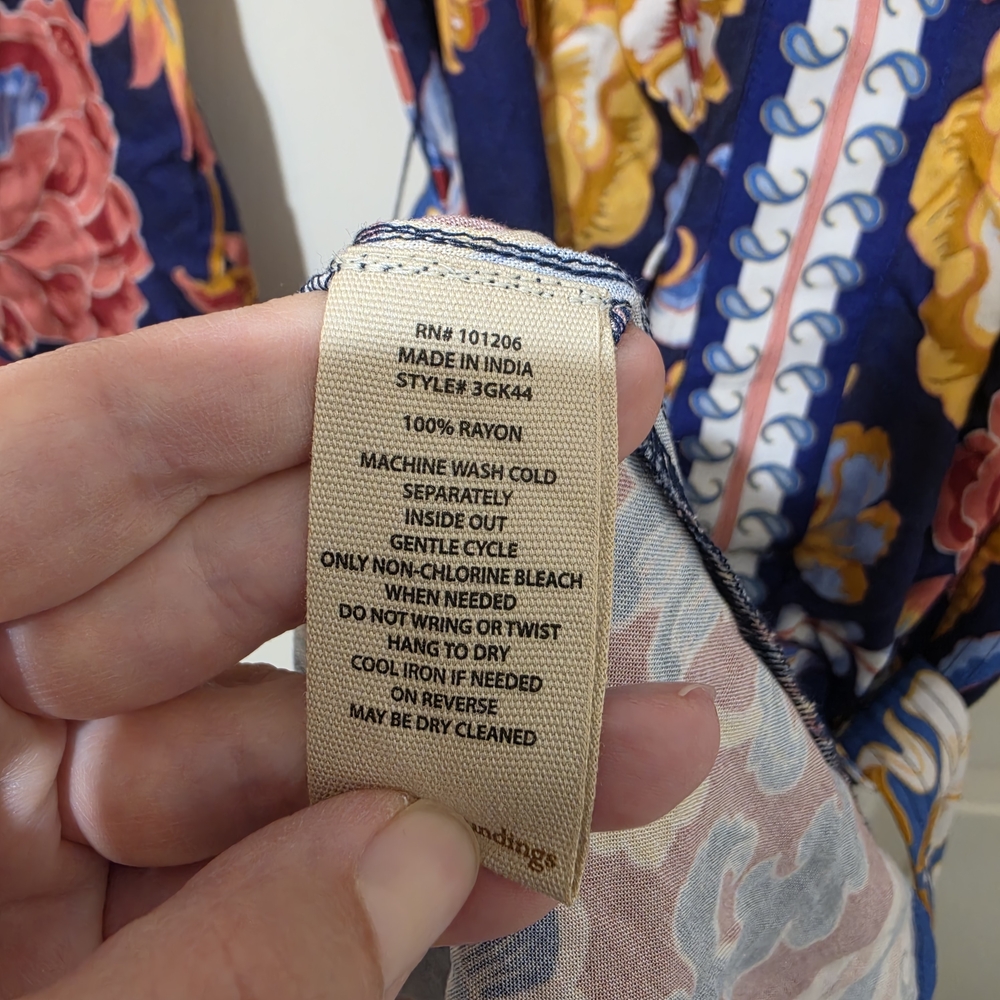 RN# 101206
MADE IN INDIA
STYLE# 3GK44
100% RAYON
MACHINE WASH COLD
SEPARATELY
INSIDE OUT
GENTLE CYCLE
ONLY NON-CHLORINE BLEACH
WHEN NEEDED
DO NOT WRING OR TWIST
HANG TO DRY
COOL IRON IF NEEDED
ON REVERSE
MAY BE DRY CLEANED